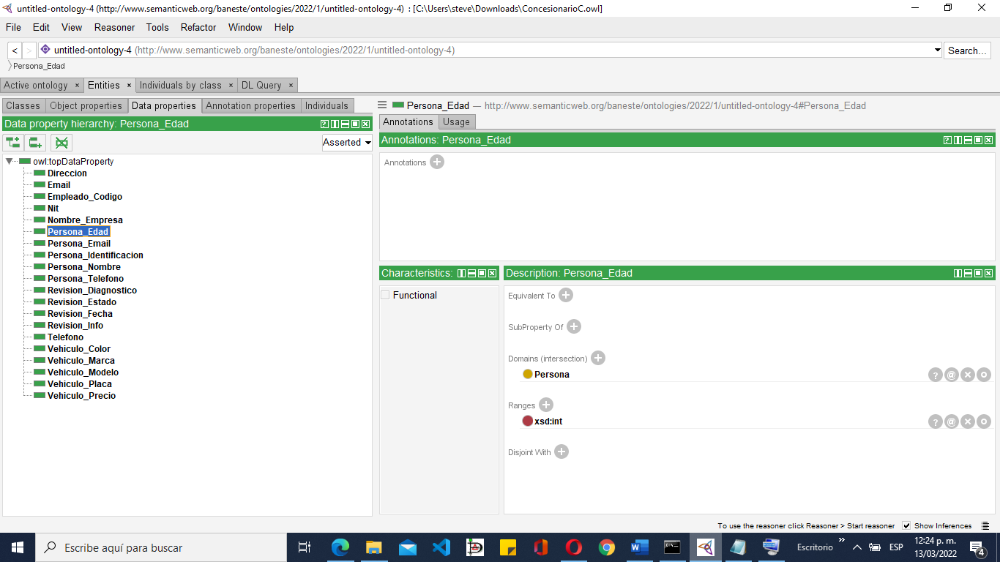 untitled-ontology-4 (http://www.semanticweb.org/baneste/ontologies/2022/1/untitled-ontology-4)  : [C:\Users\steve\Downloads\ConcesionarioC.owl]
File Edit View Reasoner Tools Refactor Window Help
< > untitled-ontology-4 (http://www.semanticweb.org/baneste/ontologies/2022/1/untitled-ontology-4) Search...
Persona_Edad
Active ontology × Entities × Individuals by class × DL Query ×
Classes Object properties Data properties Annotation properties Individuals
Data property hierarchy: Persona_Edad
Asserted
owl:topDataProperty
Direccion
Email
Empleado_Codigo
Nit
Nombre_Empresa
Persona_Edad
Persona_Email
Persona_Identificacion
Persona_Nombre
Persona_Telefono
Revision_Diagnostico
Revision_Estado
Revision_Fecha
Revision_Info
Telefono
Vehiculo_Color
Vehiculo_Marca
Vehiculo_Modelo
Vehiculo_Placa
Vehiculo_Precio
Persona_Edad — http://www.semanticweb.org/baneste/ontologies/2022/1/untitled-ontology-4#Persona_Edad
Annotations Usage
Annotations: Persona_Edad
Annotations
Characteristics:
Functional
Description: Persona_Edad
Equivalent To
SubProperty Of
Domains (intersection)
Persona
Ranges
xsd:int
Disjoint With
To use the reasoner click Reasoner > Start reasoner Show Inferences
Escribe aquí para buscar
Escritorio
ESP
12:24 p. m.
13/03/2022
4